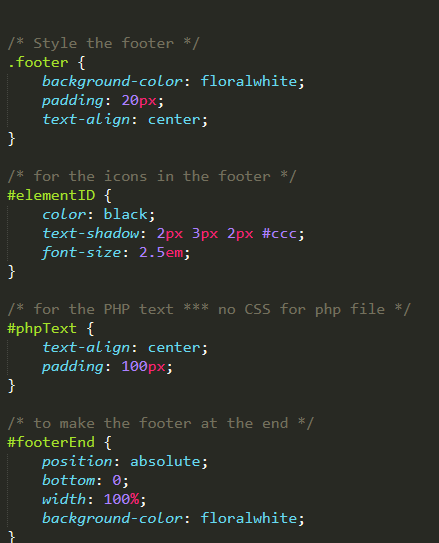 /* Style the footer */
.footer {
background-color: floralwhite;
padding: 20px;
text-align: center;
}
/* for the icons in the footer */
#elementID {
color: black;
text-shadow: 2px 3px 2px #ccc;
font-size: 2.5em;
}
/* for the PHP text *** no CSS for php file */
#phpText {
text-align: center;
padding: 100px;
}
/* to make the footer at the end */
#footerEnd {
position: absolute;
bottom: 0;
width: 100%;
background-color: floralwhite;
}